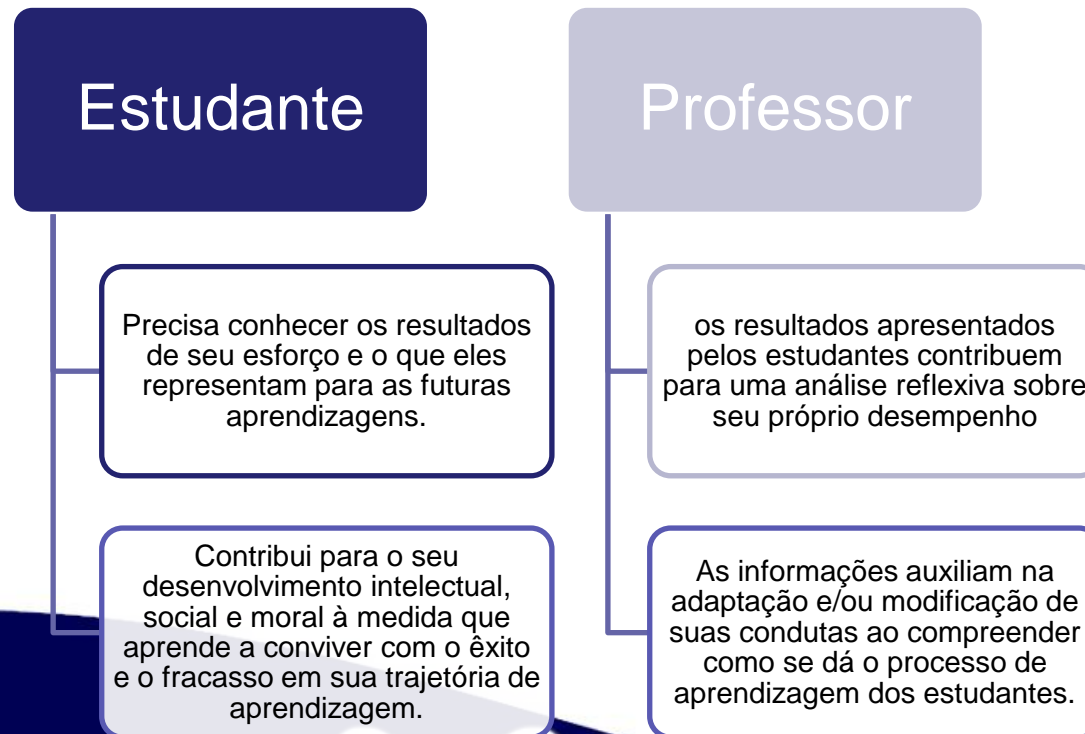 Estudante
Precisa conhecer os resultados
de seu esforço e o que eles
representam para as futuras
aprendizagens.
Contribui para o seu
desenvolvimento intelectual,
social e moral à medida que
aprende a conviver com o êxito
e o fracasso em sua trajetória de
aprendizagem.
Professor
os resultados apresentados
pelos estudantes contribuem
para uma análise reflexiva sobre
seu próprio desempenho
As informações auxiliam na
adaptação e/ou modificação de
suas condutas ao compreender
como se dá o processo de
aprendizagem dos estudantes.